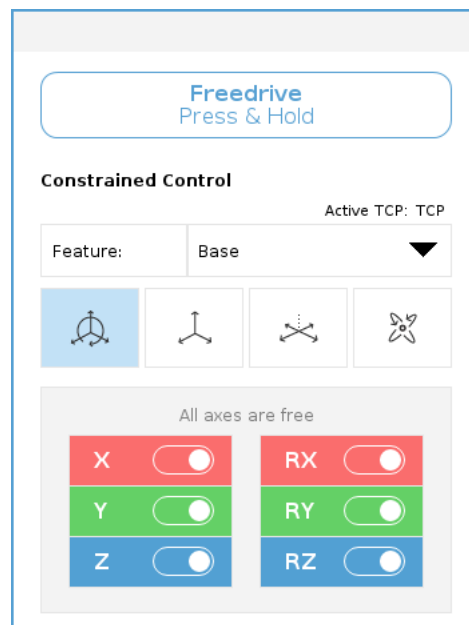 Freedrive
Press & Hold
Constrained Control
Active TCP: TCP
Feature: Base
All axes are free
X RX
Y RY
Z RZ